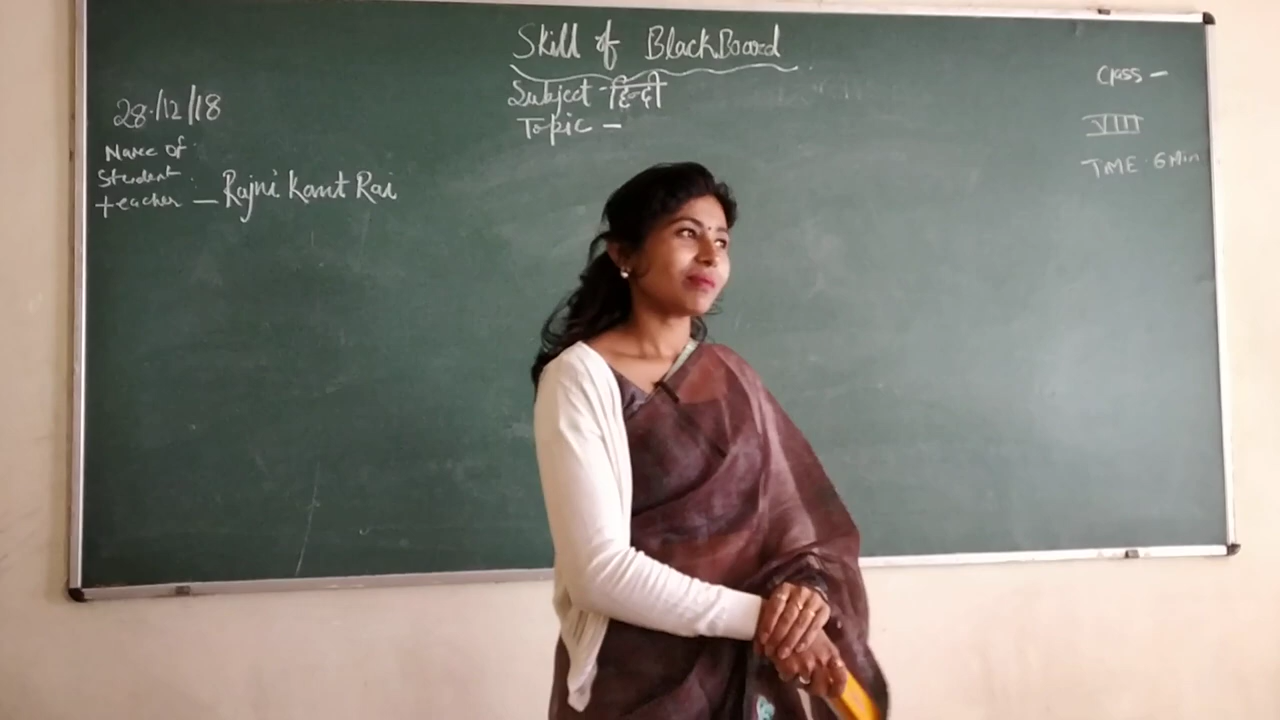 Skill of BlackBoard
Subject - हिन्दी
Topic -
28/12/18
Name of
Student
teacher - Rajni Kant Rai
Class -
VIII
TIME 6 Min